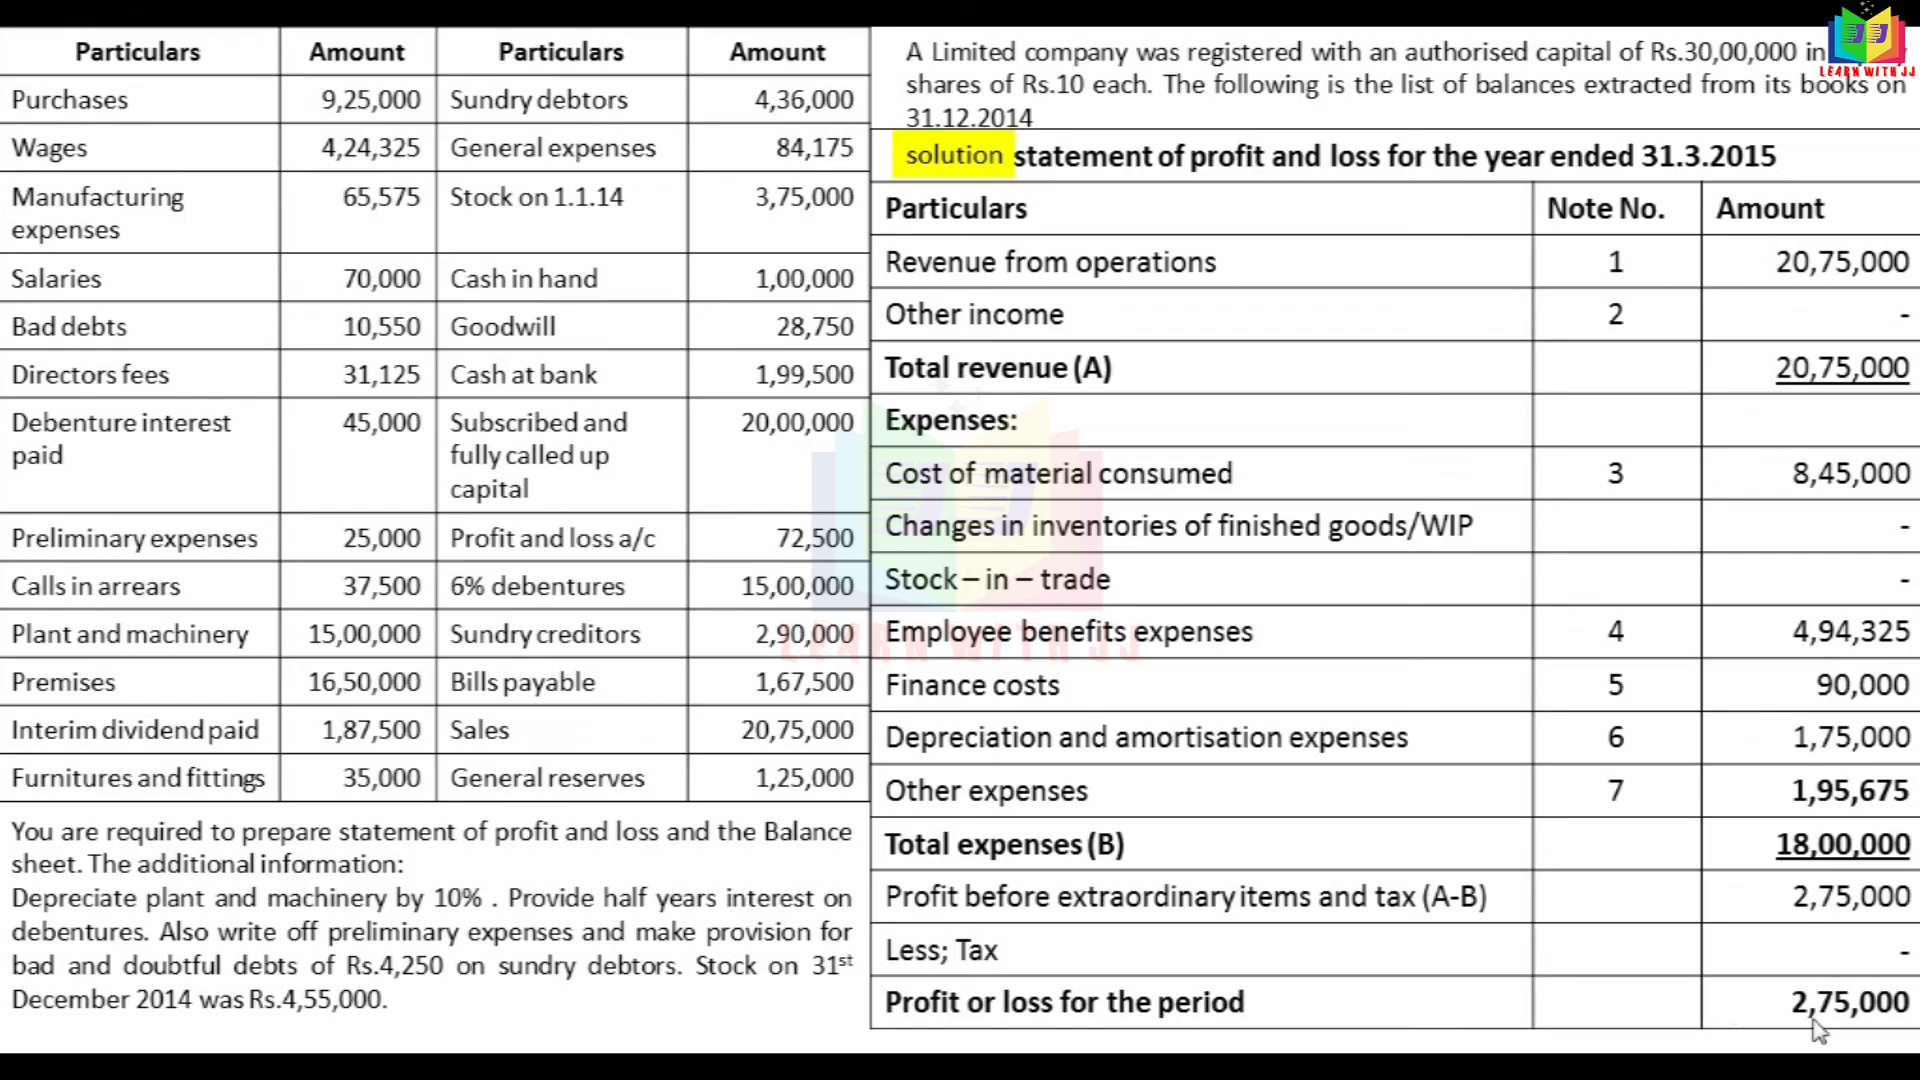 Particulars Amount Particulars Amount
Purchases 9,25,000 Sundry debtors 4,36,000
Wages 4,24,325 General expenses 84,175
Manufacturing expenses 65,575 Stock on 1.1.14 3,75,000
Salaries 70,000 Cash in hand 1,00,000
Bad debts 10,550 Goodwill 28,750
Directors fees 31,125 Cash at bank 1,99,500
Debenture interest paid 45,000 Subscribed and fully called up capital 20,00,000
Preliminary expenses 25,000 Profit and loss a/c 72,500
Calls in arrears 37,500 6% debentures 15,00,000
Plant and machinery 15,00,000 Sundry creditors 2,90,000
Premises 16,50,000 Bills payable 1,67,500
Interim dividend paid 1,87,500 Sales 20,75,000
Furnitures and fittings 35,000 General reserves 1,25,000
You are required to prepare statement of profit and loss and the Balance
sheet. The additional information:
Depreciate plant and machinery by 10% . Provide half years interest on
debentures. Also write off preliminary expenses and make provision for
bad and doubtful debts of Rs.4,250 on sundry debtors. Stock on 31st
December 2014 was Rs.4,55,000.
A Limited company was registered with an authorised capital of Rs.30,00,000 in
shares of Rs.10 each. The following is the list of balances extracted from its books on
31.12.2014
solution statement of profit and loss for the year ended 31.3.2015
Particulars Note No. Amount
Revenue from operations 1 20,75,000
Other income 2 -
Total revenue (A) 20,75,000
Expenses:
Cost of material consumed 3 8,45,000
Changes in inventories of finished goods/WIP -
Stock – in – trade -
Employee benefits expenses 4 4,94,325
Finance costs 5 90,000
Depreciation and amortisation expenses 6 1,75,000
Other expenses 7 1,95,675
Total expenses (B) 18,00,000
Profit before extraordinary items and tax (A-B) 2,75,000
Less; Tax -
Profit or loss for the period 2,75,000
LEARN WITH JJ
LEARN WITH JJ